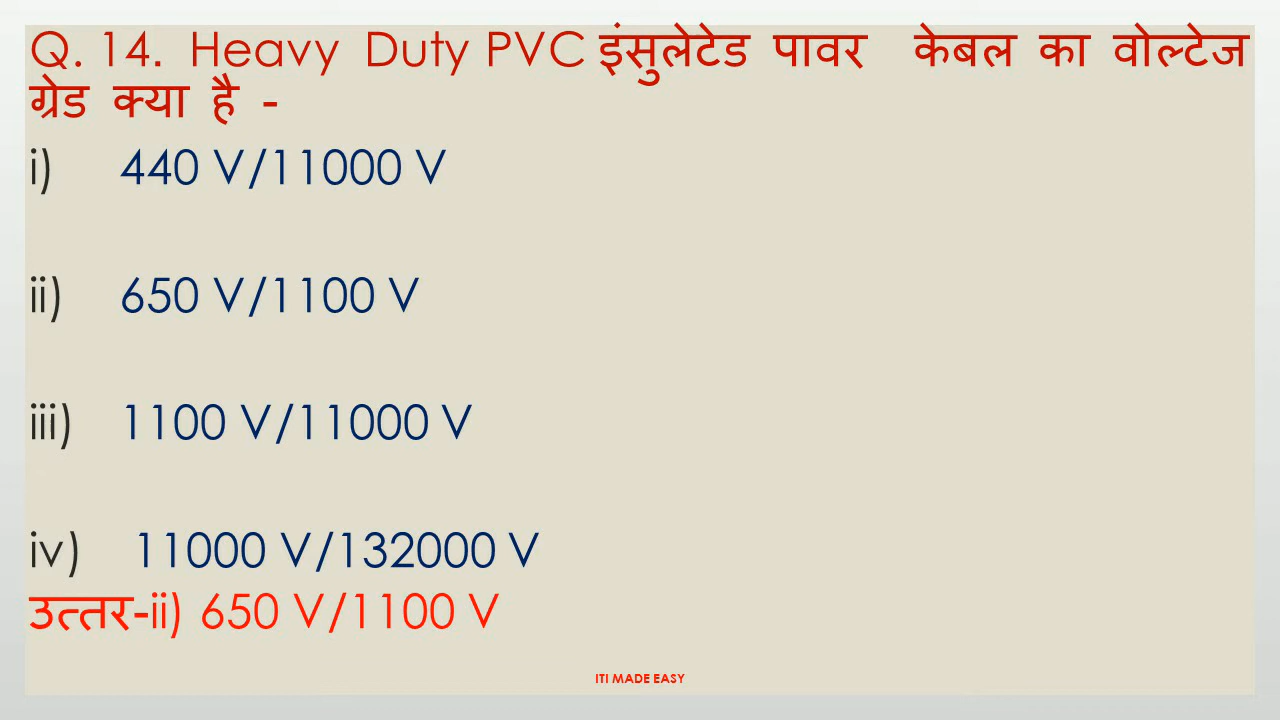 Q. 14. Heavy Duty PVC इंसुलेटेड पावर केबल का वोल्टेज
ग्रेड क्या है -
i) 440 V/11000 V
ii) 650 V/1100 V
iii) 1100 V/11000 V
iv) 11000 V/132000 V
उत्तर-ii) 650 V/1100 V
ITI MADE EASY